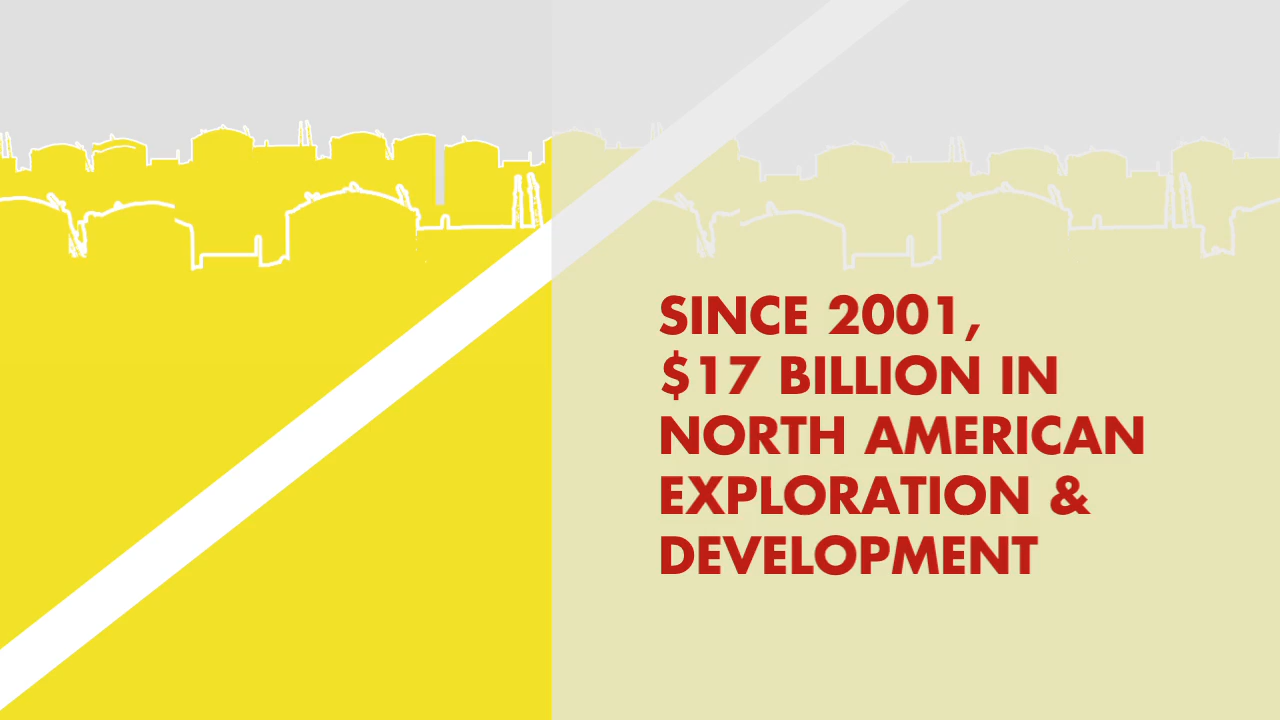 SINCE 2001,
$17 BILLION IN
NORTH AMERICAN
EXPLORATION &
DEVELOPMENT